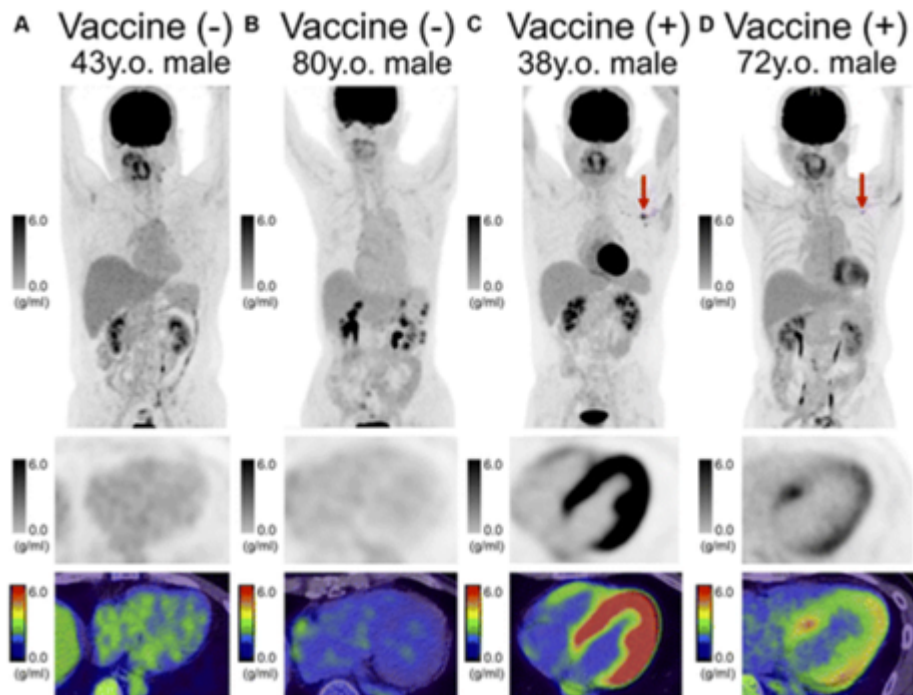 A Vaccine (-) B Vaccine (-) C Vaccine (+) D Vaccine (+)
43y.o. male 80y.o. male 38y.o. male 72y.o. male
6.0 6.0 6.0 6.0
0.0 0.0 0.0 0.0
(g/ml) (g/ml) (g/ml) (g/ml)
6.0 6.0 6.0 6.0
0.0 0.0 0.0 0.0
(g/ml) (g/ml) (g/ml) (g/ml)
6.0 6.0 6.0 6.0
0.0 0.0 0.0 0.0
(g/ml) (g/ml) (g/ml) (g/ml)